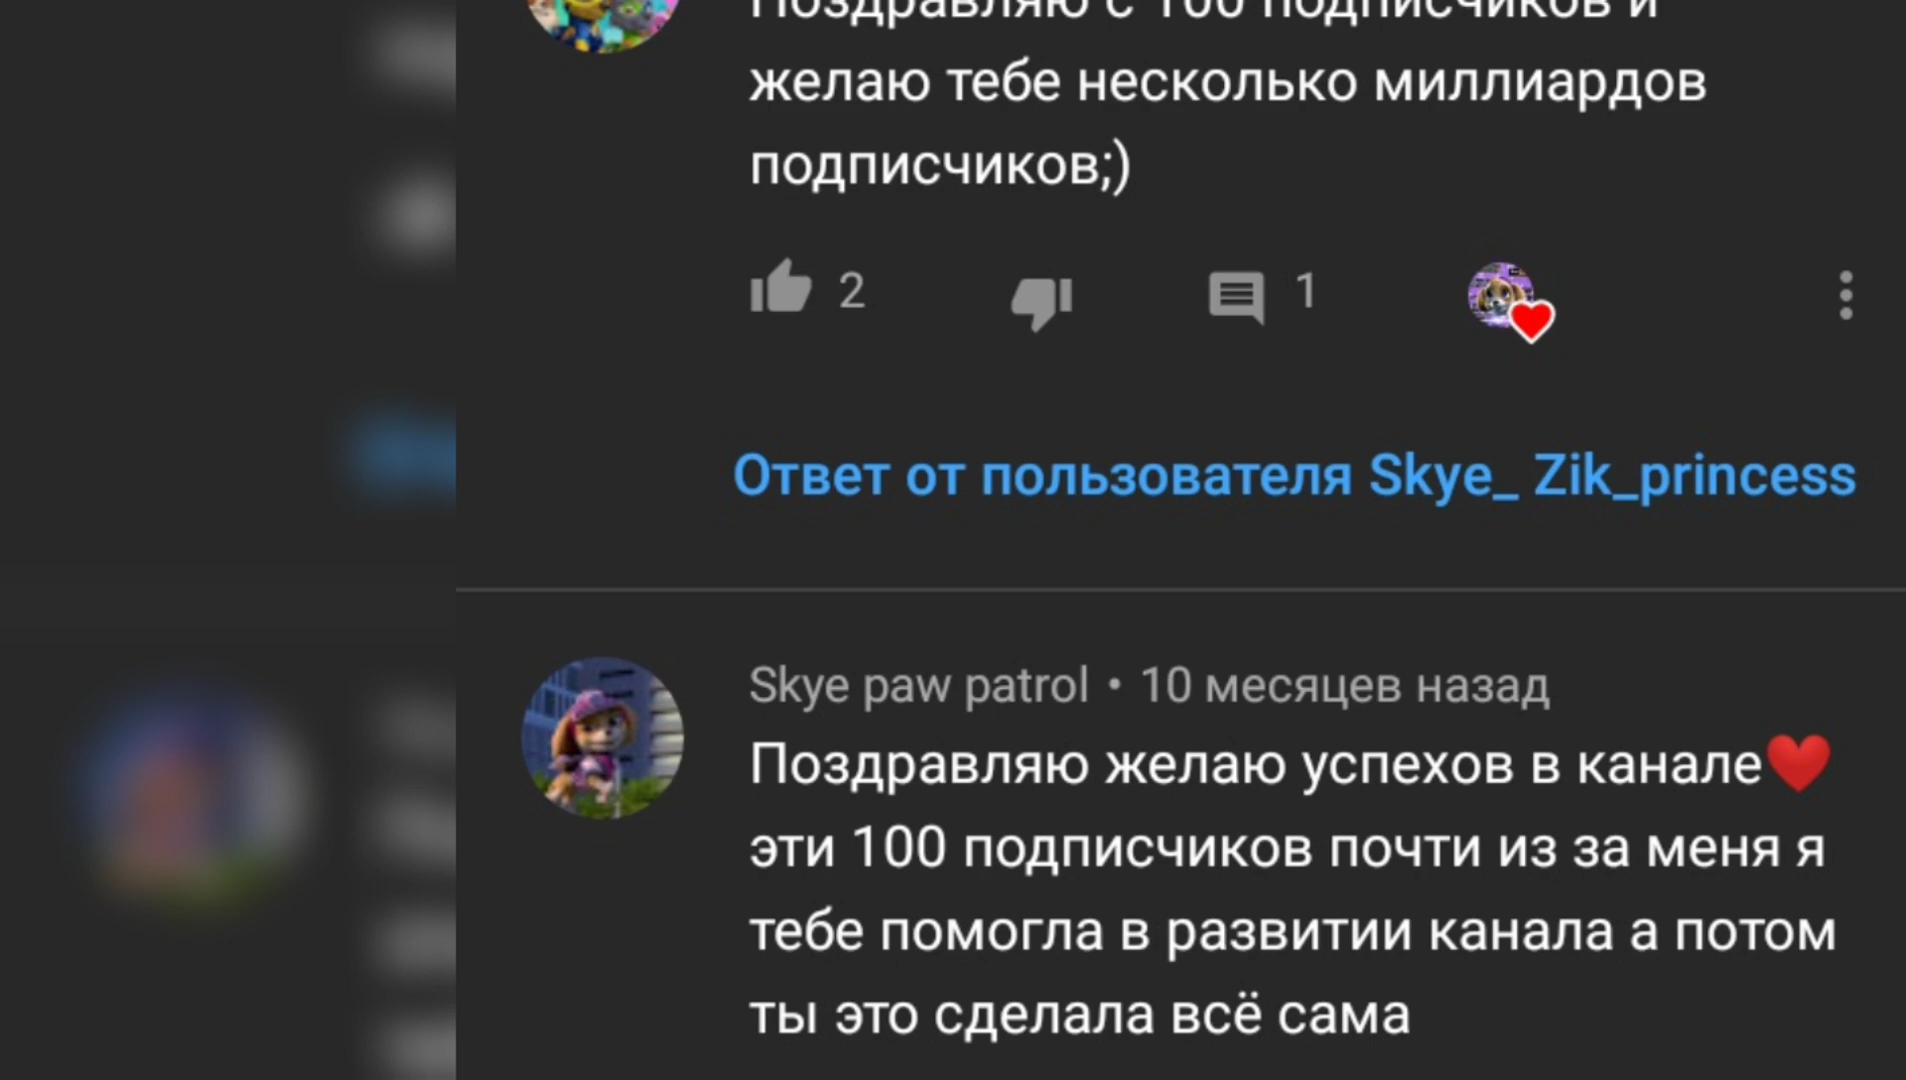 Поздравляю с 100 подписчиков и
желаю тебе несколько миллиардов
подписчиков;)
2
1
Ответ от пользователя Skye_ Zik_princess
Skye paw patrol • 10 месяцев назад
Поздравляю желаю успехов в канале❤️
эти 100 подписчиков почти из за меня я
тебе помогла в развитии канала а потом
ты это сделала всё сама